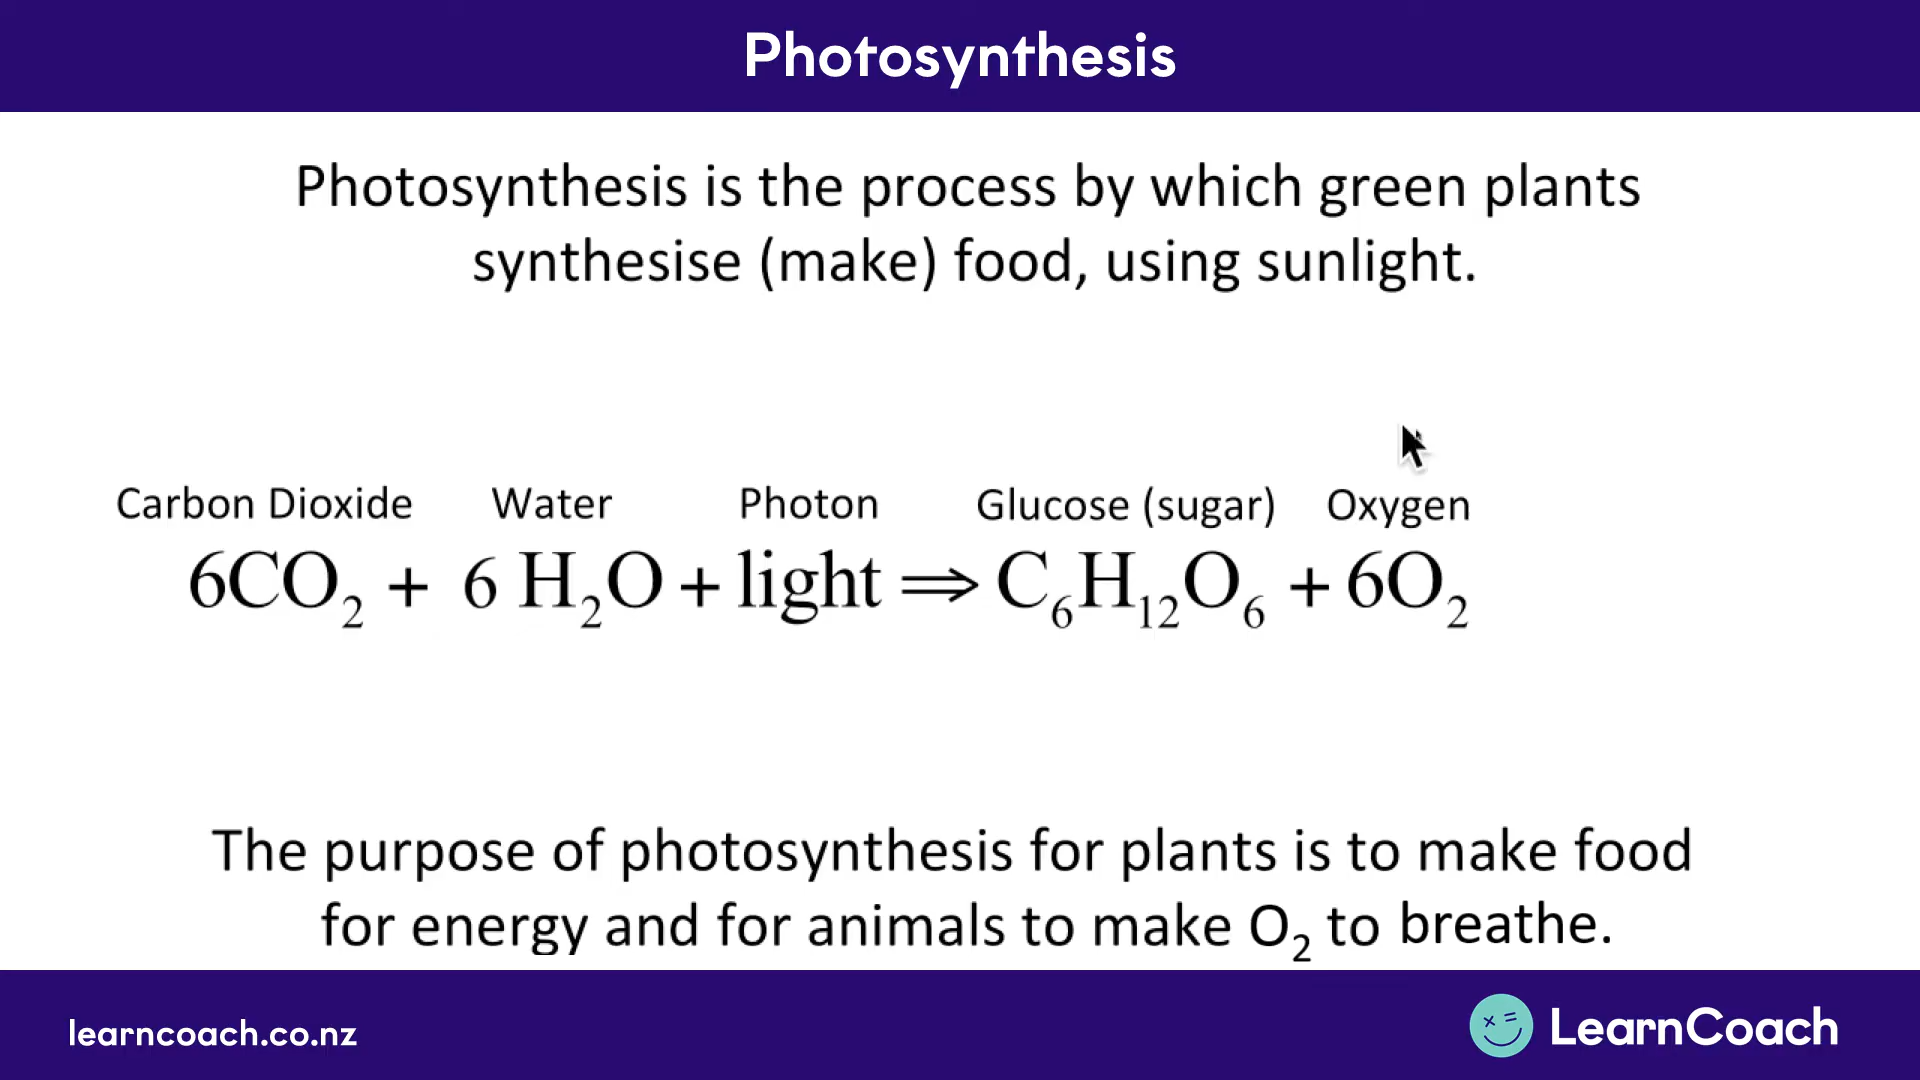 Photosynthesis
Photosynthesis is the process by which green plants
synthesise (make) food, using sunlight.
Carbon Dioxide Water Photon Glucose (sugar) Oxygen
6CO₂ + 6 H₂O + light ⇒ C₆H₁₂O₆ + 6O₂
The purpose of photosynthesis for plants is to make food
for energy and for animals to make O₂ to breathe.
learncoach.co.nz
LearnCoach